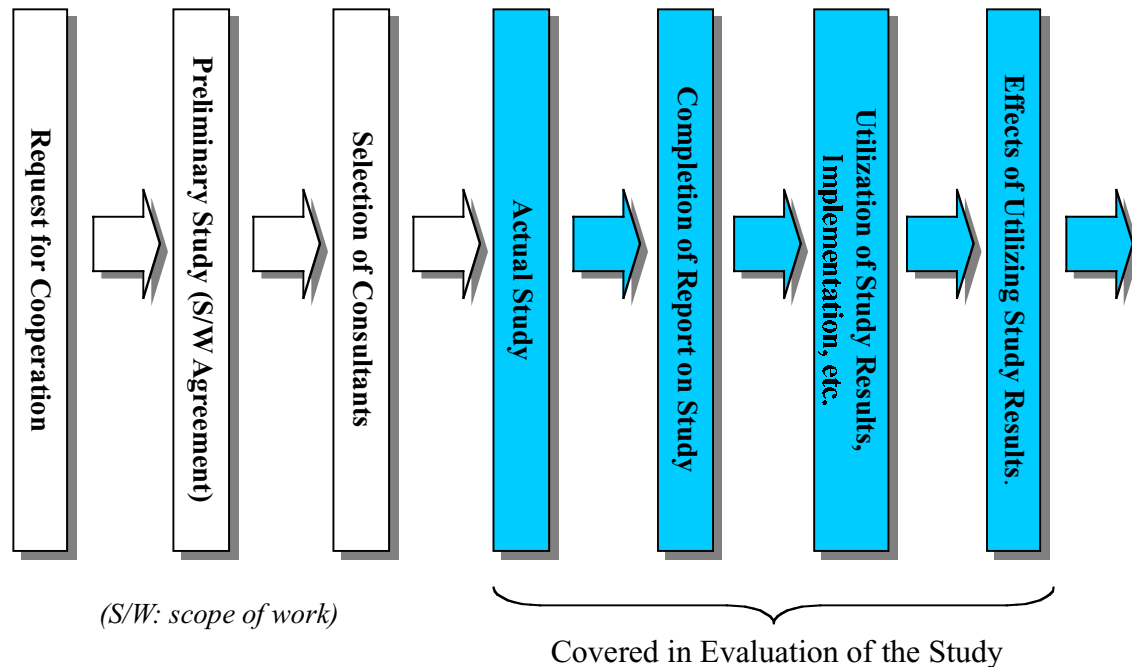 Request for Cooperation
Preliminary Study (S/W Agreement)
Selection of Consultants
Actual Study
Completion of Report on Study
Utilization of Study Results,
Implementation, etc.
Effects of Utilizing Study Results.
(S/W: scope of work)
Covered in Evaluation of the Study